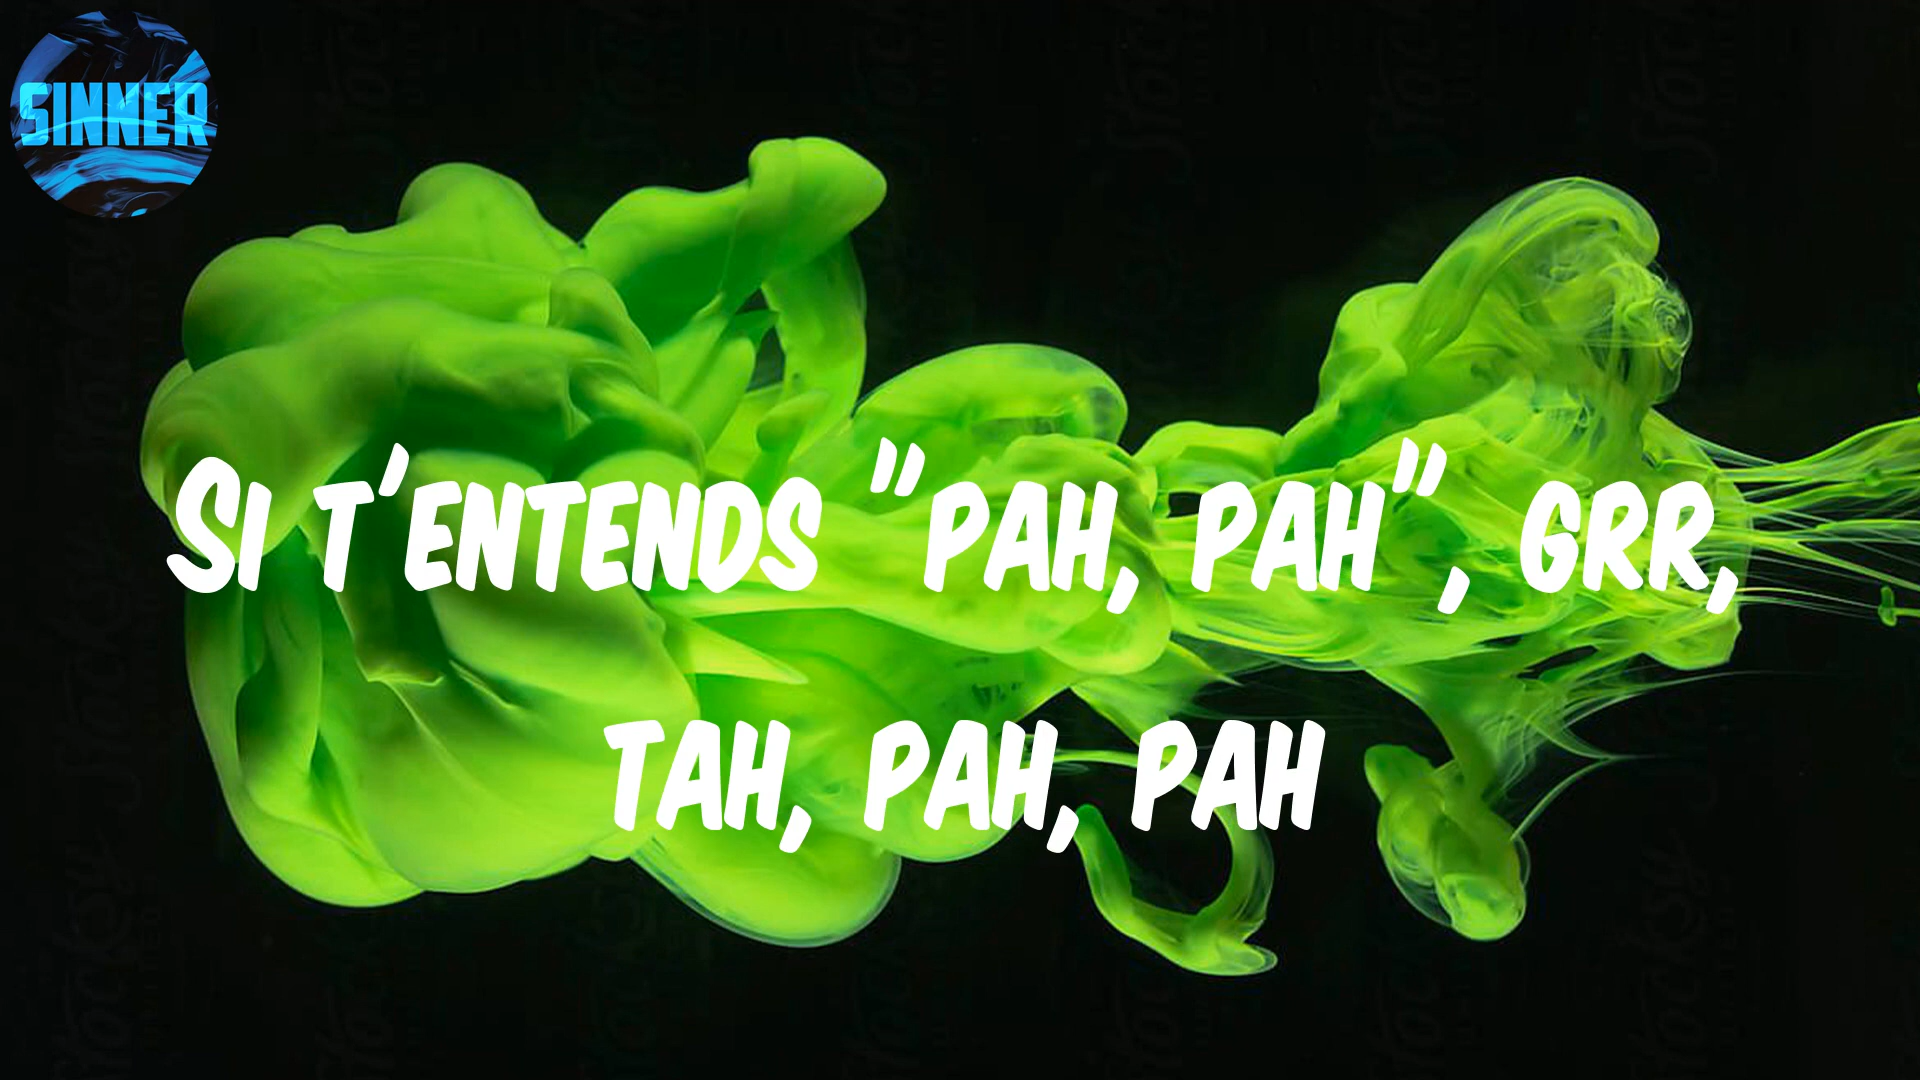 SINNER
Si t'entends "pah, pah", grr,
tah, pah, pah